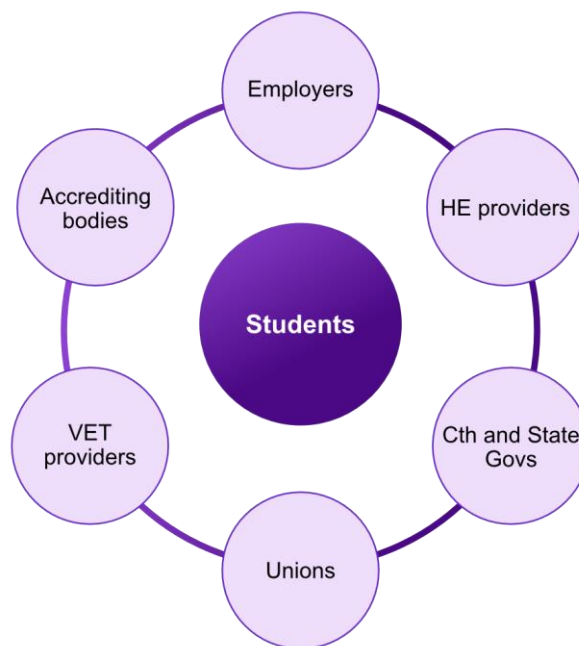 Employers
Accrediting
bodies
HE providers
Students
VET
providers
Cth and State
Govs
Unions